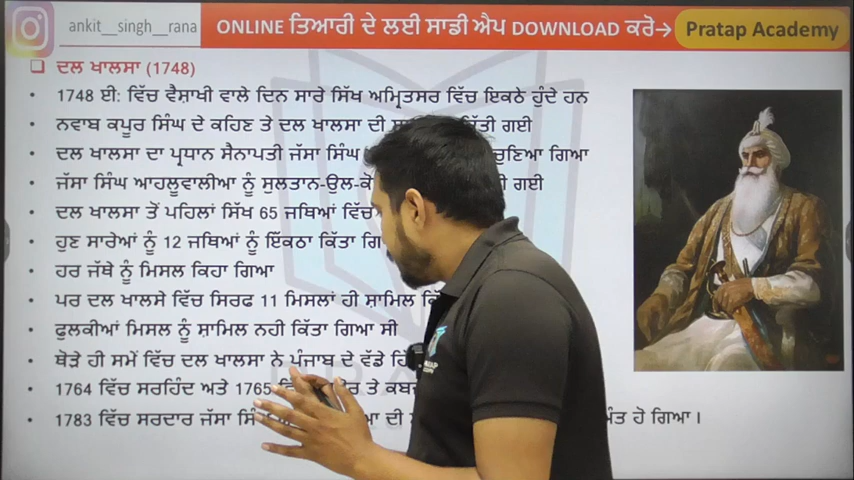 ankit__singh_rana
ONLINE ਤਿਆਰੀ ਦੇ ਲਈ ਸਾਡੀ ਐਪ DOWNLOAD ਕਰੋ→
Pratap Academy
❑ ਦਲ ਖਾਲਸਾ (1748)
• 1748 ਈ: ਵਿੱਚ ਵੈਸ਼ਾਖੀ ਵਾਲੇ ਦਿਨ ਸਾਰੇ ਸਿੱਖ ਅਮ੍ਰਿਤਸਰ ਵਿੱਚ ਇਕਠੇ ਹੁੰਦੇ ਹਨ
• ਨਵਾਬ ਕਪੂਰ ਸਿੰਘ ਦੇ ਕਹਿਣ ਤੇ ਦਲ ਖਾਲਸਾ ਦੀ ਕਿੱਤੀ ਗਈ
• ਦਲ ਖਾਲਸਾ ਦਾ ਪ੍ਰਧਾਨ ਸੈਨਾਪਤੀ ਜੱਸਾ ਸਿੰਘ ਚੁਣਿਆ ਗਿਆ
• ਜੱਸਾ ਸਿੰਘ ਆਹਲੂਵਾਲੀਆ ਨੂੰ ਸੁਲਤਾਨ-ਉਲ- ਗਈ
• ਦਲ ਖਾਲਸਾ ਤੋਂ ਪਹਿਲਾਂ ਸਿੱਖ 65 ਜਥਿਆਂ ਵਿੱਚ
• ਹੁਣ ਸਾਰੇਆਂ ਨੂੰ 12 ਜਥਿਆਂ ਨੂੰ ਇੱਕਠਾ ਕਿੱਤਾ
• ਹਰ ਜੱਥੇ ਨੂੰ ਮਿਸਲ ਕਿਹਾ ਗਿਆ
• ਪਰ ਦਲ ਖਾਲਸੇ ਵਿੱਚ ਸਿਰਫ 11 ਮਿਸਲਾਂ ਹੀ ਸ਼ਾਮਿਲ
• ਫੁਲਕੀਆਂ ਮਿਸਲ ਨੂੰ ਸ਼ਾਮਿਲ ਨਹੀ ਕਿੱਤਾ ਗਿਆ ਸੀ
• ਥੋੜੇ ਹੀ ਸਮੇਂ ਵਿੱਚ ਦਲ ਖਾਲਸਾ ਨੇ ਪੰਜਾਬ ਦੇ ਵੱਡੇ
• 1764 ਵਿੱਚ ਸਰਹਿੰਦ ਅਤੇ 1765 ਤੇ
• 1783 ਵਿੱਚ ਸਰਦਾਰ ਜੱਸਾ ਦੀ ਹੋ ਗਿਆ।